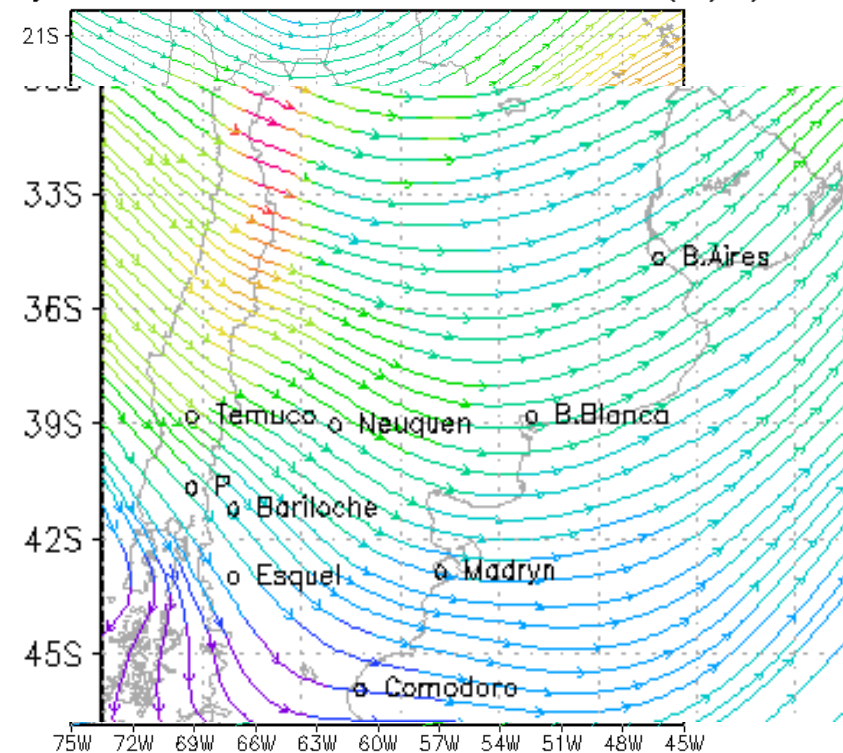 21S
33S
B.Aires
36S
Temuco
Neuquen
B.Blanca
39S
P
Bariloche
42S
Esquel
Madryn
45S
Comodoro
75W 72W 69W 66W 63W 60W 57W 54W 51W 48W 45W